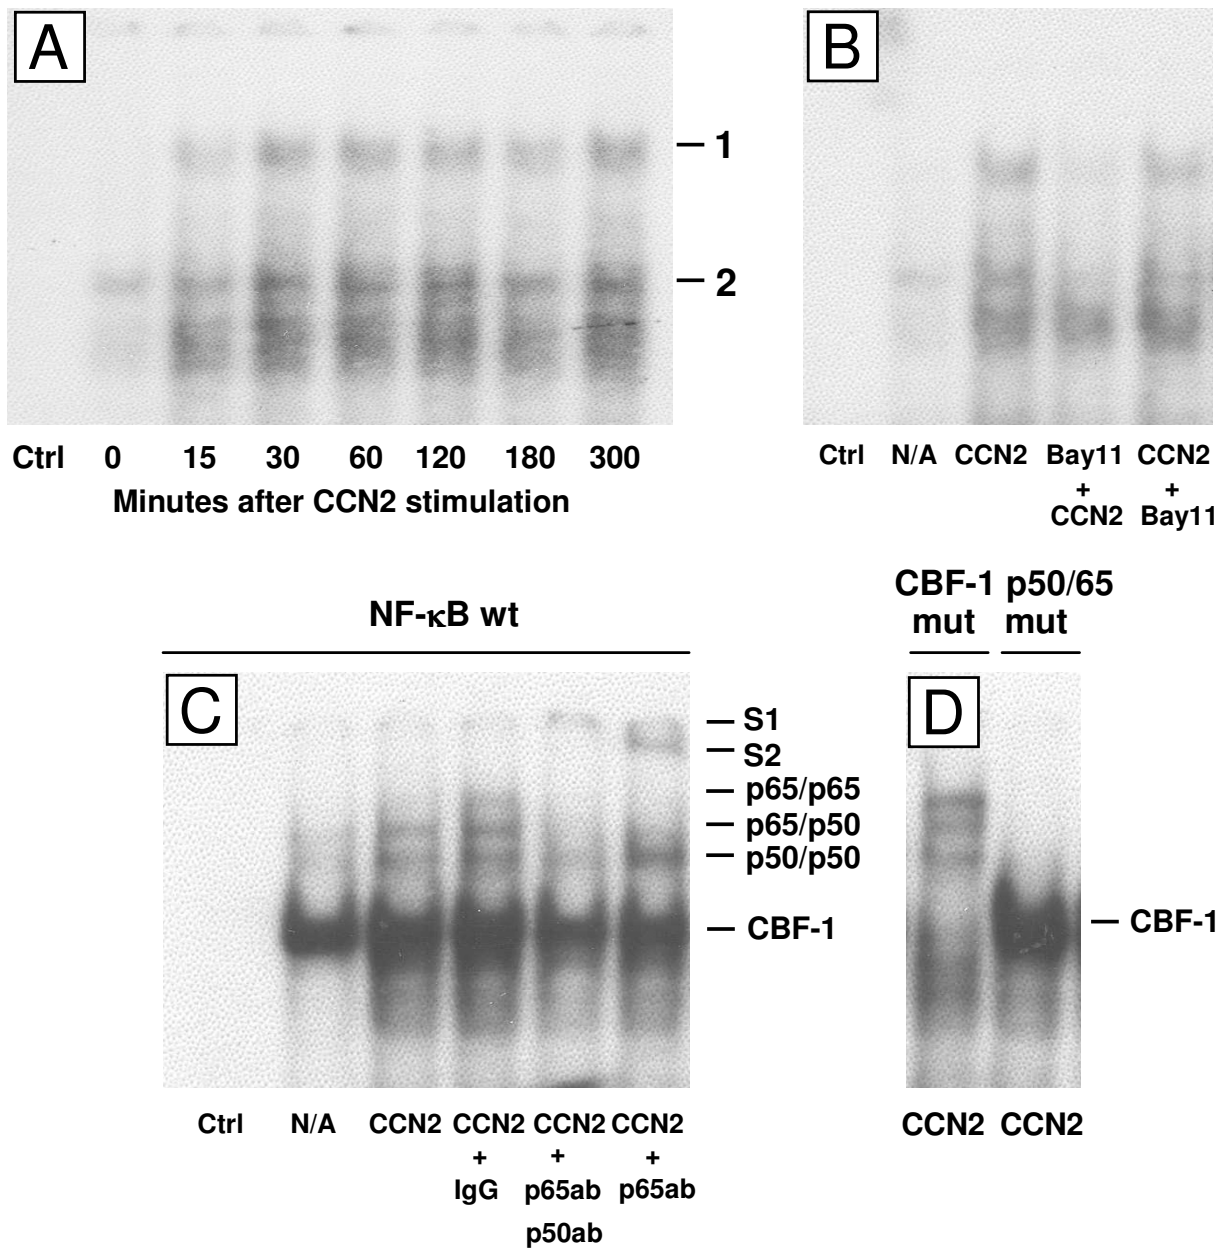 A
1
2
Ctrl 0 15 30 60 120 180 300
Minutes after CCN2 stimulation
B
Ctrl N/A CCN2 Bay11 CCN2
+ +
CCN2 Bay11
NF-κB wt
C
S1
S2
p65/p65
p65/p50
p50/p50
CBF-1
Ctrl N/A CCN2 CCN2 CCN2 CCN2
+ + +
IgG p65ab p65ab
p50ab
CBF-1 p50/65
mut mut
D
CBF-1
CCN2 CCN2